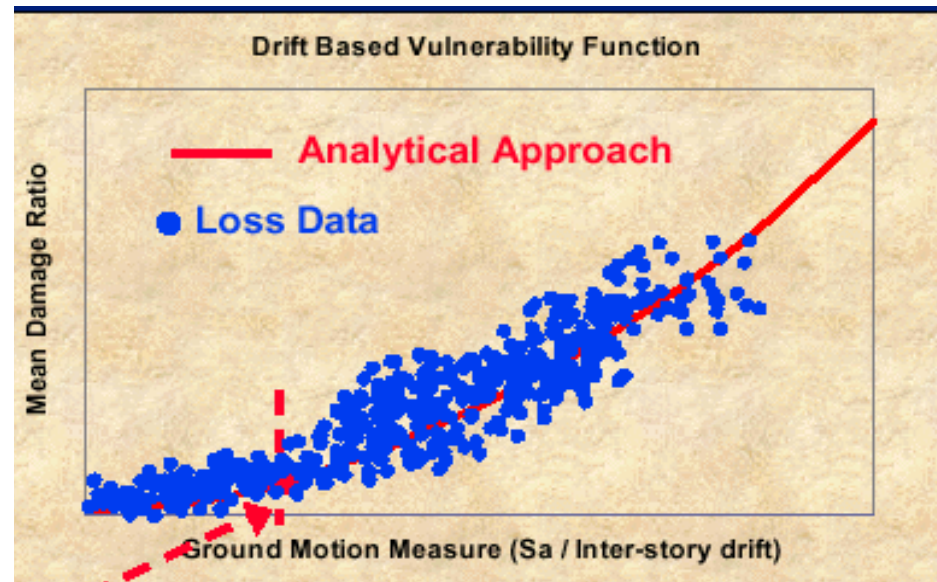 Drift Based Vulnerability Function
Analytical Approach
Loss Data
Mean Damage Ratio
Ground Motion Measure (Sa / Inter-story drift)